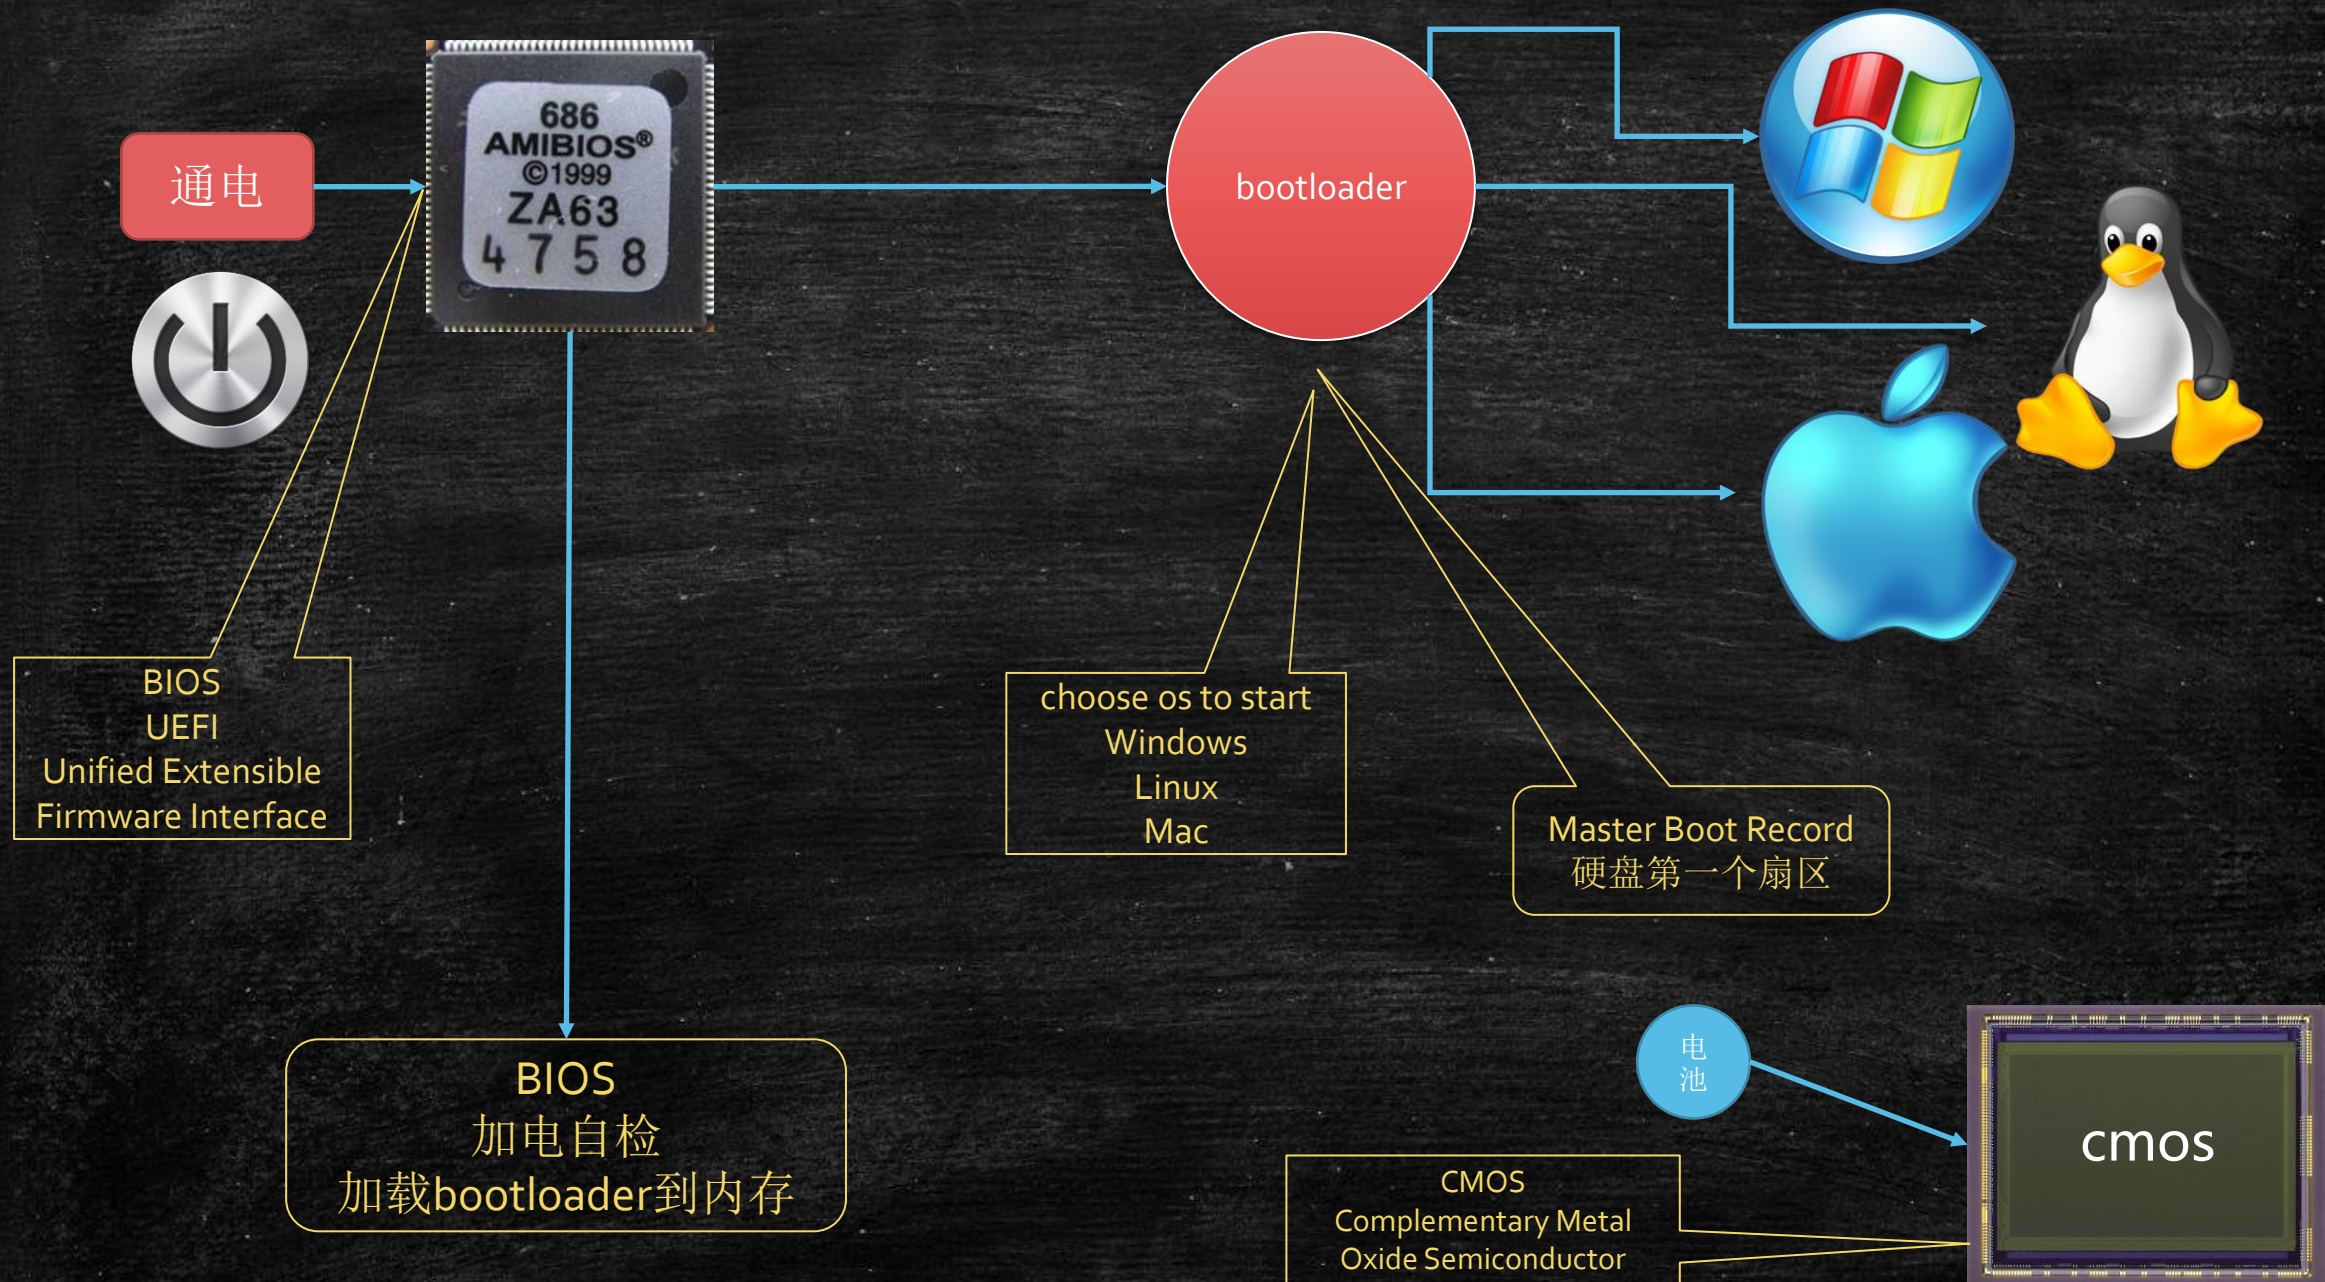 通电
686
AMIBIOS®
©1999
ZA63
4758
bootloader
BIOS
UEFI
Unified Extensible
Firmware Interface
choose os to start
Windows
Linux
Mac
Master Boot Record
硬盘第一个扇区
BIOS
加电自检
加载bootloader到内存
电
池
cmos
CMOS
Complementary Metal
Oxide Semiconductor